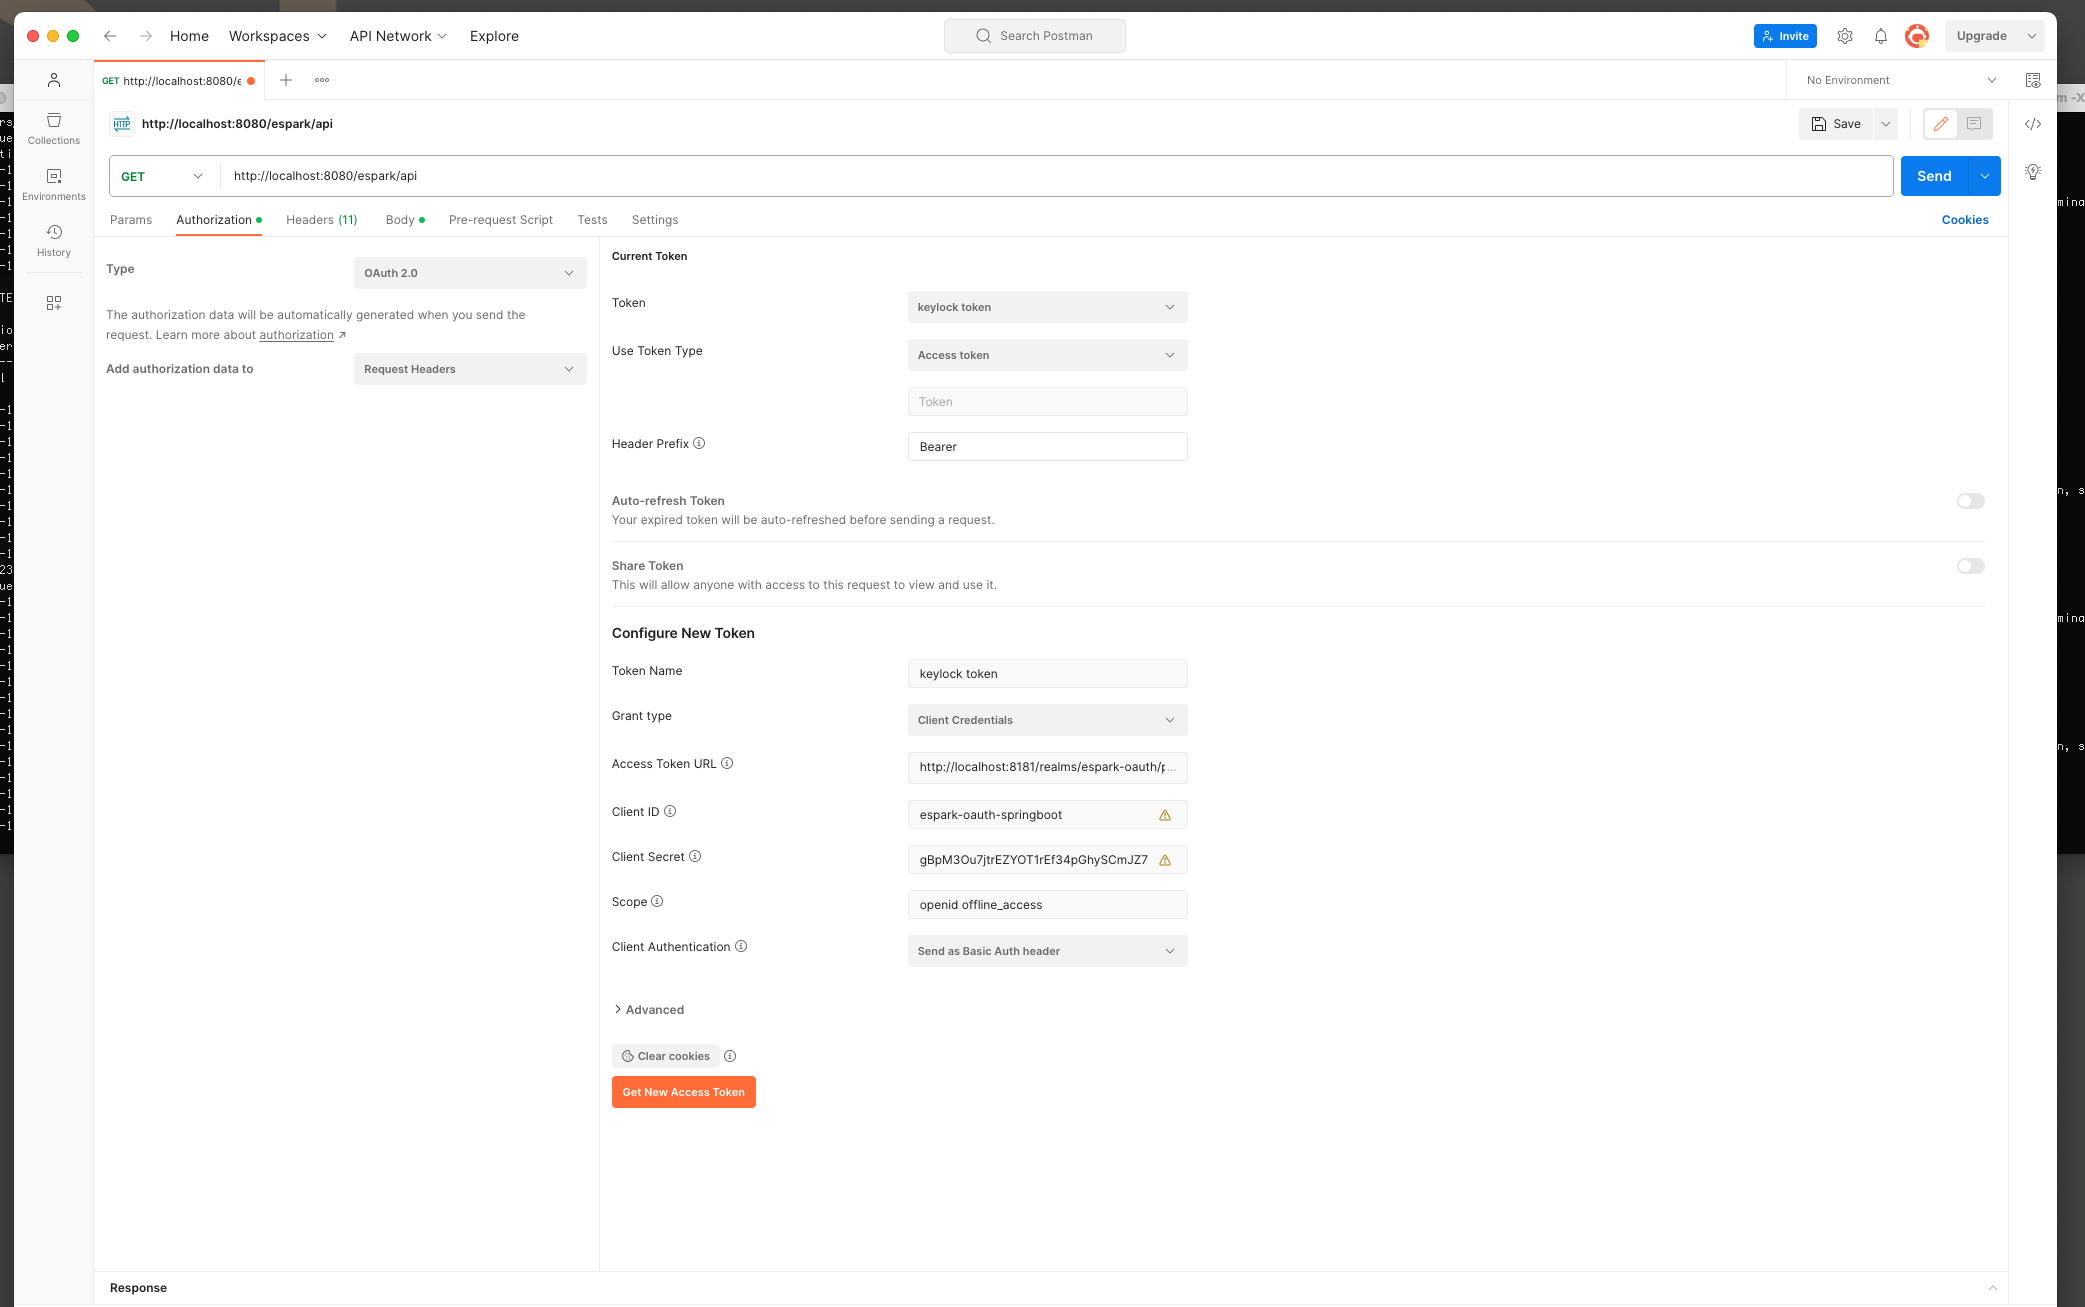 Home Workspaces API Network Explore
Search Postman
Invite
Upgrade
GET http://localhost:8080/e
No Environment
HTTP http://localhost:8080/espark/api
Save
GET http://localhost:8080/espark/api
Send
Params Authorization Headers (11) Body Pre-request Script Tests Settings
Cookies
Collections
Environments
History
Type
OAuth 2.0
The authorization data will be automatically generated when you send the
request. Learn more about authorization ↗
Add authorization data to
Request Headers
Current Token
Token
keylock token
Use Token Type
Access token
Token
Header Prefix
Bearer
Auto-refresh Token
Your expired token will be auto-refreshed before sending a request.
Share Token
This will allow anyone with access to this request to view and use it.
Configure New Token
Token Name
keylock token
Grant type
Client Credentials
Access Token URL
http://localhost:8181/realms/espark-oauth/p...
Client ID
espark-oauth-springboot
Client Secret
gBpM3Ou7jtrEZYOT1rEf34pGhySCmJZ7
Scope
openid offline_access
Client Authentication
Send as Basic Auth header
Advanced
Clear cookies
Get New Access Token
Response